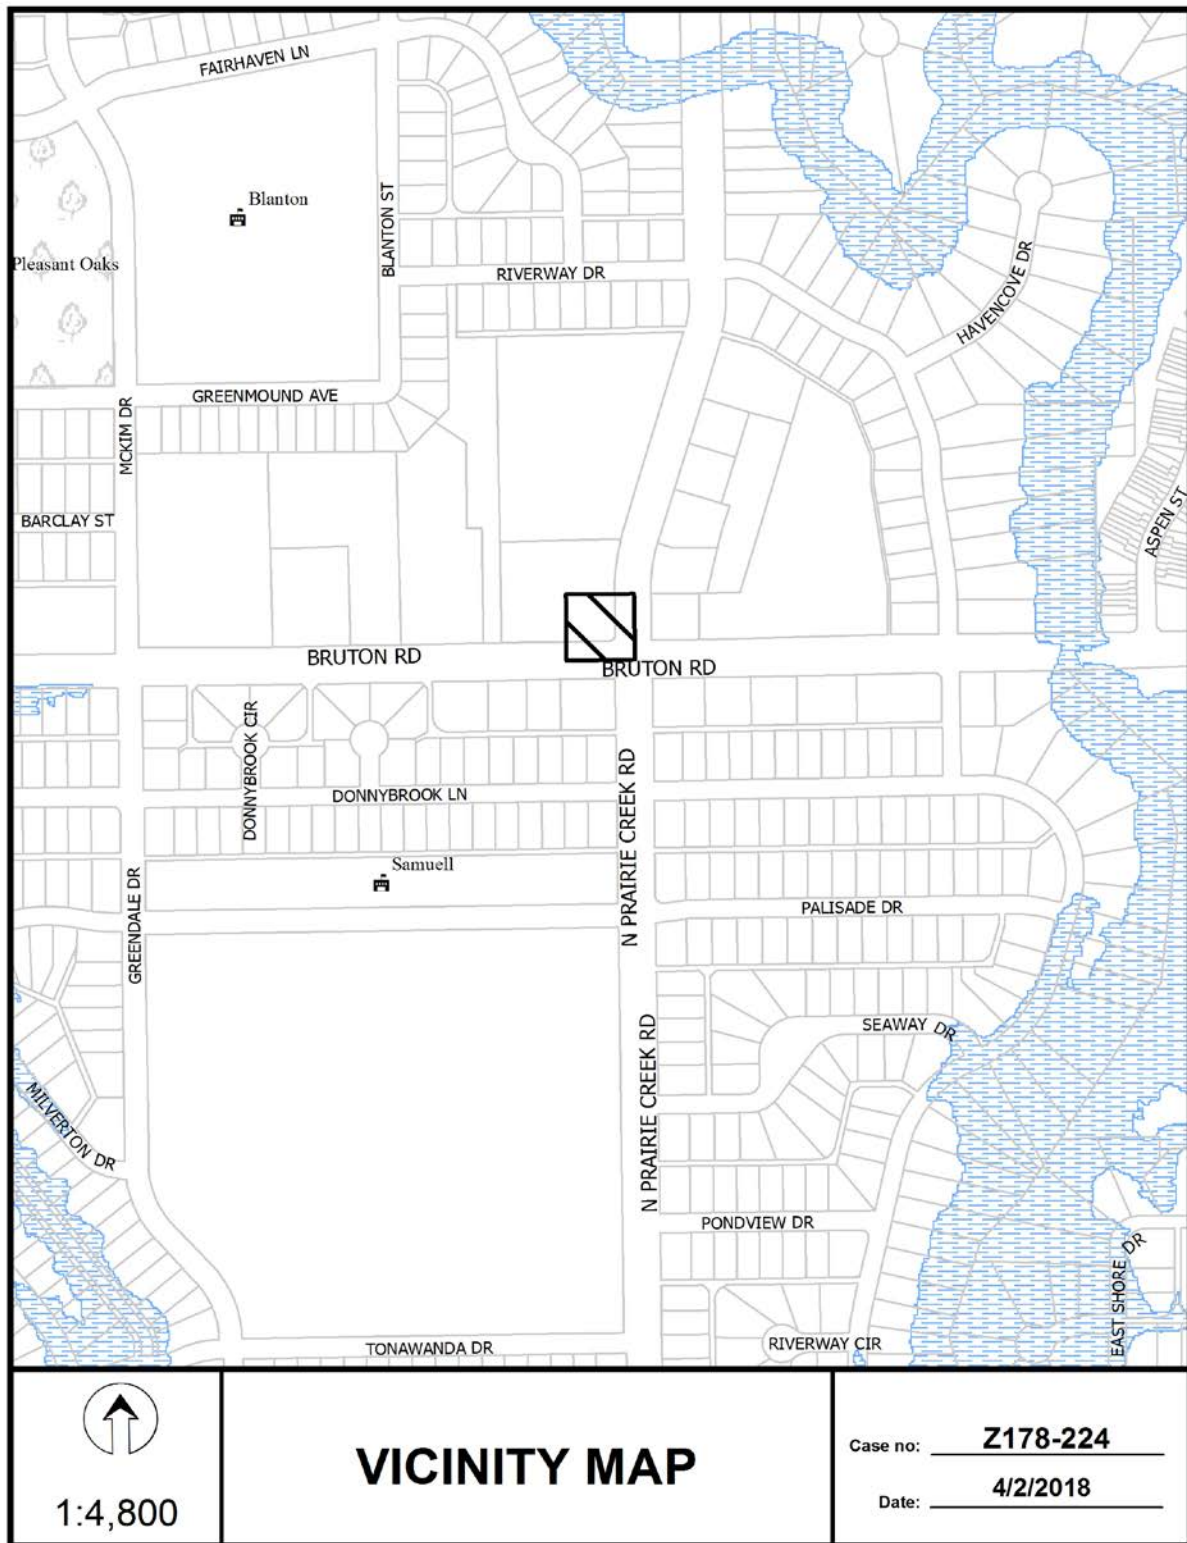 FAIRHAVEN LN
Blanton
BLANTON ST
Pleasant Oaks
RIVERWAY DR
HAVENCOVE DR
GREENMOUND AVE
MCKIM DR
BARCLAY ST
ASPEN ST
BRUTON RD
BRUTON RD
DONNYBROOK CIR
DONNYBROOK LN
N PRAIRIE CREEK RD
Samuell
GREENDALE DR
PALISADE DR
SEAWAY DR
N PRAIRIE CREEK RD
MILVERTON DR
PONDVIEW DR
EAST SHORE DR
TONAWANDA DR
RIVERWAY CIR
1:4,800
VICINITY MAP
Case no: Z178-224
Date: 4/2/2018